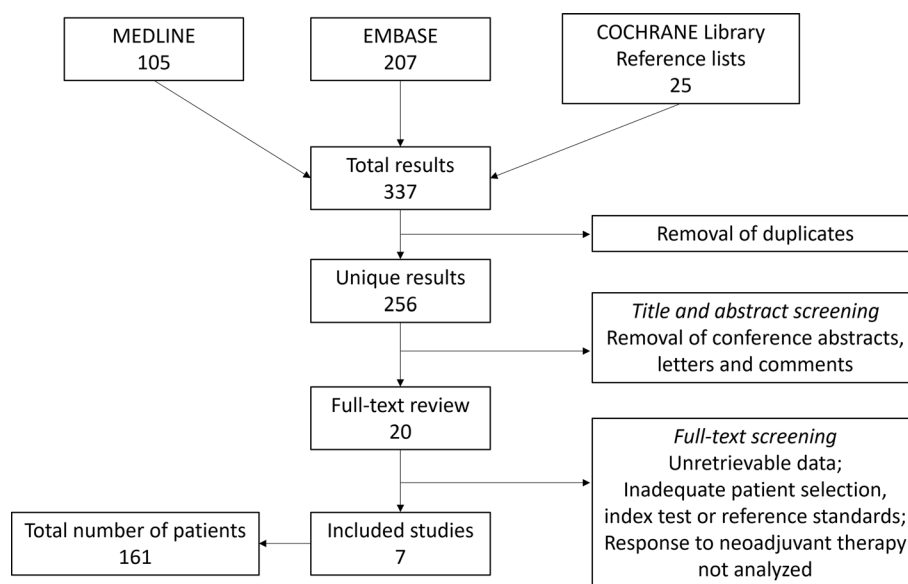 MEDLINE
105
EMBASE
207
COCHRANE Library
Reference lists
25
Total results
337
Removal of duplicates
Unique results
256
Title and abstract screening
Removal of conference abstracts,
letters and comments
Full-text review
20
Full-text screening
Unretrievable data;
Inadequate patient selection,
index test or reference standards;
Response to neoadjuvant therapy
not analyzed
Included studies
7
Total number of patients
161